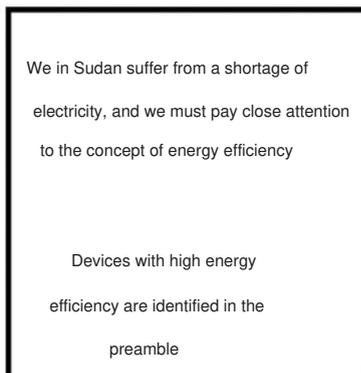 We in Sudan suffer from a shortage of
electricity, and we must pay close attention
to the concept of energy efficiency
Devices with high energy
efficiency are identified in the
preamble